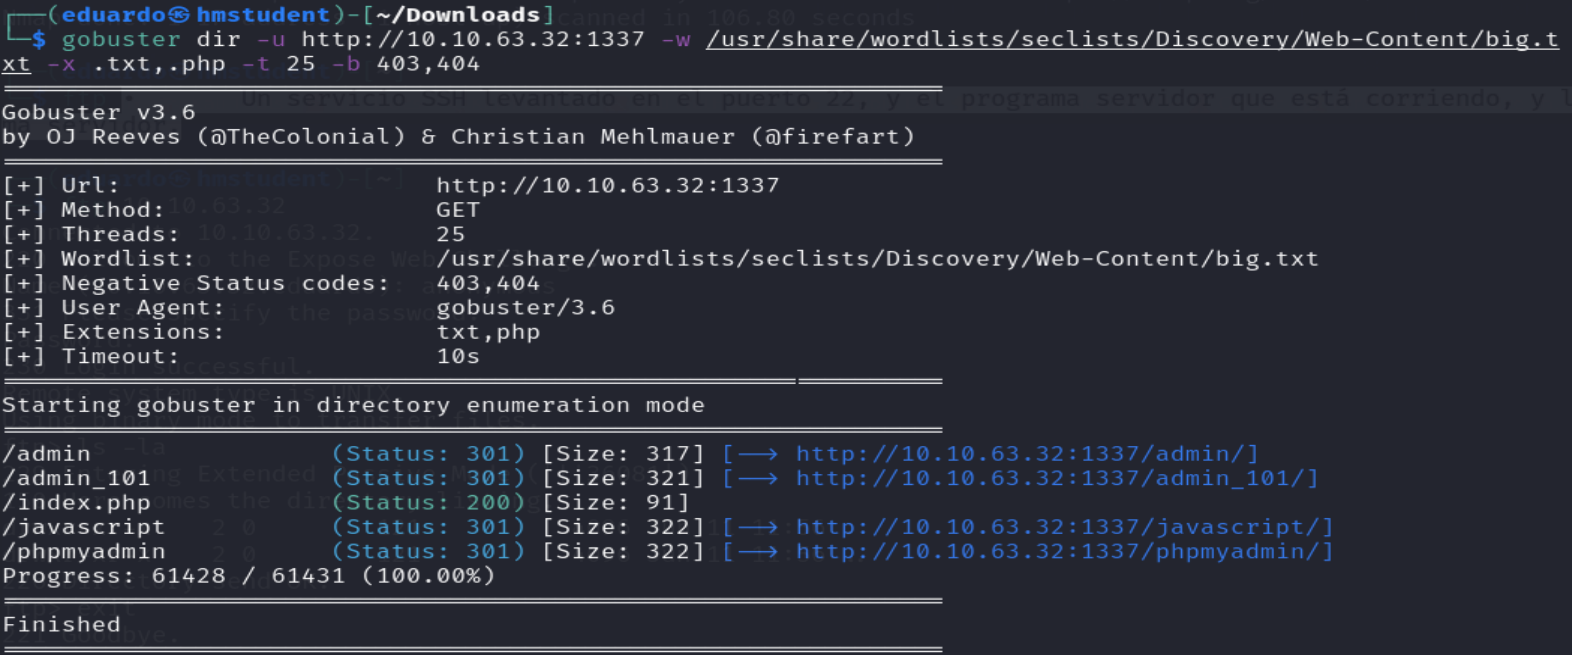 ┌──(eduardo㉿hmstudent)-[~/Downloads]
└─$ gobuster dir -u http://10.10.63.32:1337 -w /usr/share/wordlists/seclists/Discovery/Web-Content/big.t
xt -x .txt,.php -t 25 -b 403,404
Gobuster v3.6
by OJ Reeves (@TheColonial) & Christian Mehlmauer (@firefart)
[+] Url: http://10.10.63.32:1337
[+] Method: GET
[+] Threads: 25
[+] Wordlist: /usr/share/wordlists/seclists/Discovery/Web-Content/big.txt
[+] Negative Status codes: 403,404
[+] User Agent: gobuster/3.6
[+] Extensions: txt,php
[+] Timeout: 10s
Starting gobuster in directory enumeration mode
/admin (Status: 301) [Size: 317] [--> http://10.10.63.32:1337/admin/]
/admin_101 (Status: 301) [Size: 321] [--> http://10.10.63.32:1337/admin_101/]
/index.php (Status: 200) [Size: 91]
/javascript (Status: 301) [Size: 322] [--> http://10.10.63.32:1337/javascript/]
/phpmyadmin (Status: 301) [Size: 322] [--> http://10.10.63.32:1337/phpmyadmin/]
Progress: 61428 / 61431 (100.00%)
Finished